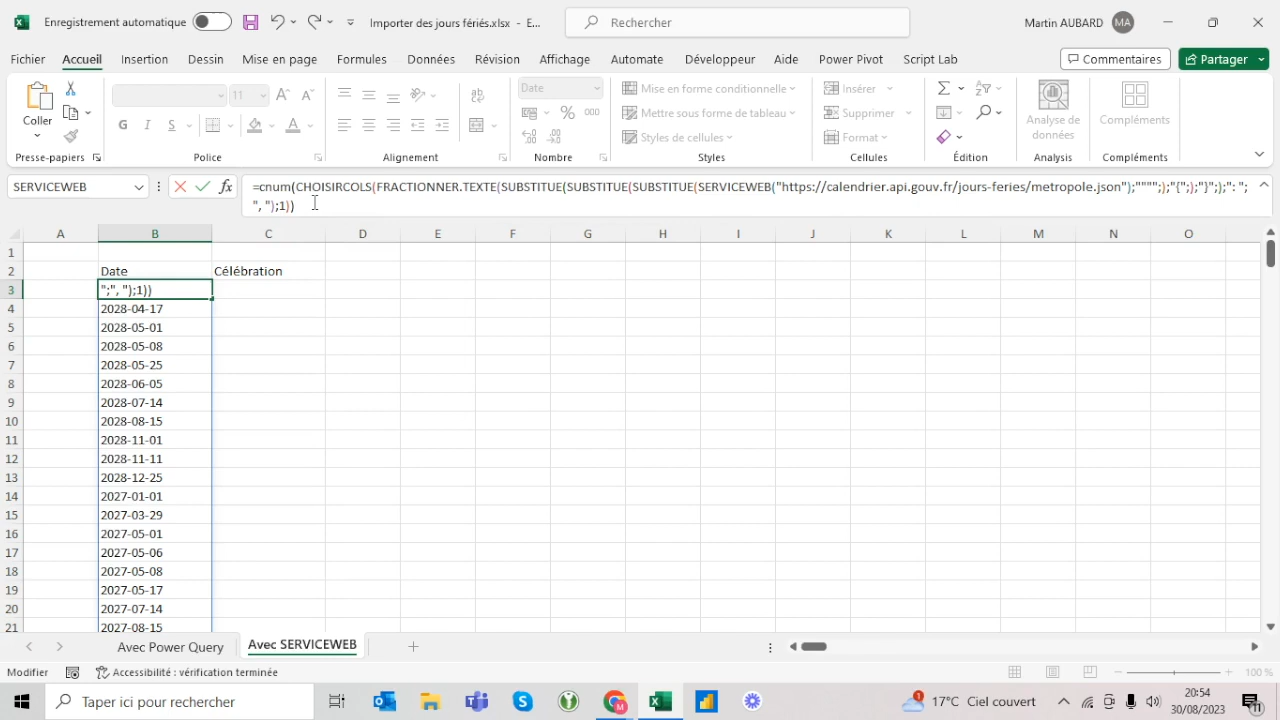 Enregistrement automatique
Importer des jours fériés.xlsx - E...
Rechercher
Martin AUBARD MA
Fichier Accueil Insertion Dessin Mise en page Formules Données Révision Affichage Automate Développeur Aide Power Pivot Script Lab
Commentaires Partager
Coller
Presse-papiers
11
G I S
Police
Alignement
Date
% 000
Nombre
Mise en forme conditionnelle
Mettre sous forme de tableau
Styles de cellules
Styles
Insérer
Supprimer
Format
Cellules
Édition
Analyse de
données
Analyse
Compléments
Compléments
SERVICEWEB
=cnum(CHOISIRCOLS(FRACTIONNER.TEXTE(SUBSTITUE(SUBSTITUE(SUBSTITUE(SERVICEWEB("https://calendrier.api.gouv.fr/jours-feries/metropole.json");"""";);"{";);"}";);": ";
", ");1))
A B C D E F G H I J K L M N O
1
2 Date Célébration
3 ";", ");1))
4 2028-04-17
5 2028-05-01
6 2028-05-08
7 2028-05-25
8 2028-06-05
9 2028-07-14
10 2028-08-15
11 2028-11-01
12 2028-11-11
13 2028-12-25
14 2027-01-01
15 2027-03-29
16 2027-05-01
17 2027-05-06
18 2027-05-08
19 2027-05-17
20 2027-07-14
21 2027-08-15
Avec Power Query Avec SERVICEWEB
Modifier Accessibilité : vérification terminée 100 %
Taper ici pour rechercher
17°C Ciel couvert
20:54
30/08/2023